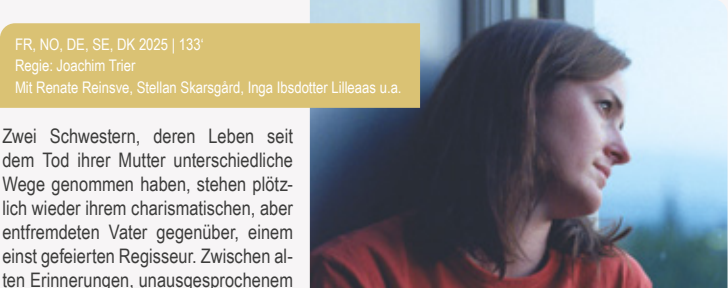 FR, NO, DE, SE, DK 2025 | 133‘
Regie: Joachim Trier
Mit Renate Reinsve, Stellan Skarsgård, Inga Ibsdotter Lilleaas u.a.
Zwei Schwestern, deren Leben seit
dem Tod ihrer Mutter unterschiedliche
Wege genommen haben, stehen plötz-
lich wieder ihrem charismatischen, aber
entfremdeten Vater gegenüber, einem
einst gefeierten Regisseur. Zwischen al-
ten Erinnerungen, unausgesprochenem